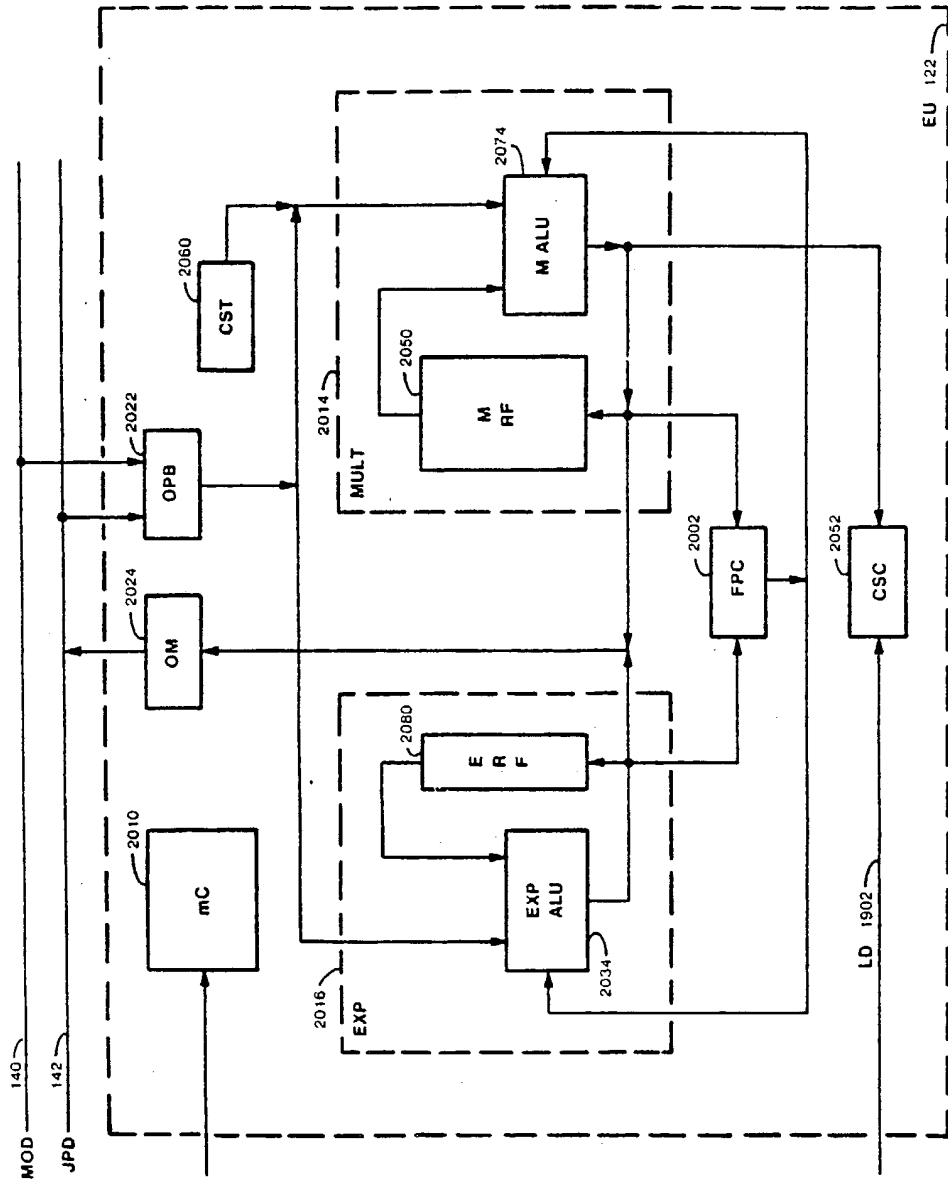 MOD
140
JPD
142
2010
mC
2024
OM
2022
OPB
2060
CST
2016
EXP
2080
E
R
F
EXP
ALU
2034
2014
MULT
2050
M
RF
2074
M ALU
2002
FPC
2052
CSC
LD 1902
EU 122